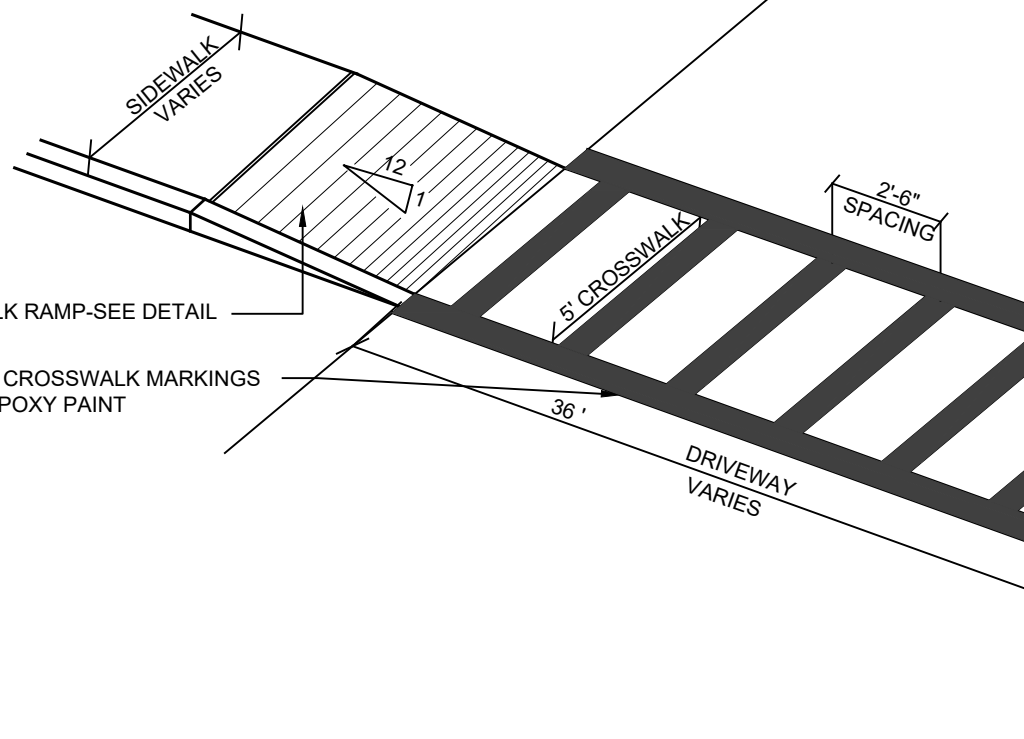 SIDEWALK
VARIES
12
1
2'-6"
SPACING
5' CROSSWALK
LK RAMP-SEE DETAIL
CROSSWALK MARKINGS
POXY PAINT
36 '
DRIVEWAY
VARIES